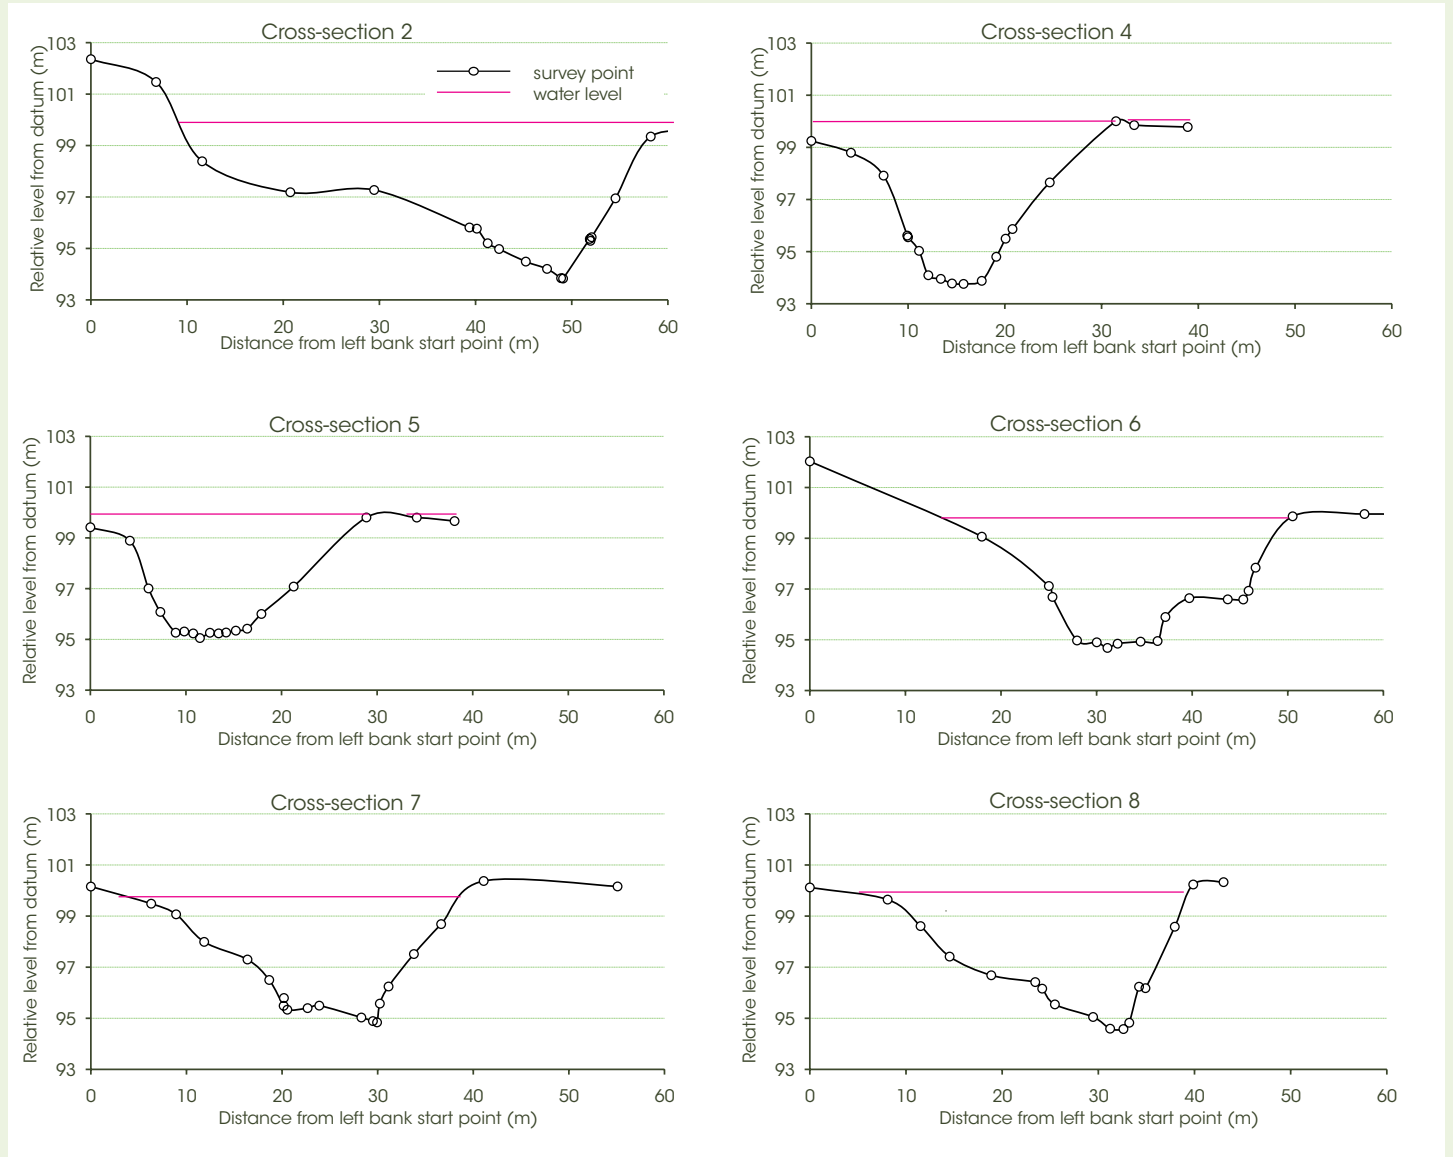 Cross-section 2
Relative level from datum (m)
103
101
99
97
95
93
survey point
water level
0 10 20 30 40 50 60
Distance from left bank start point (m)
Cross-section 4
Relative level from datum (m)
103
101
99
97
95
93
0 10 20 30 40 50 60
Distance from left bank start point (m)
Cross-section 5
Relative level from datum (m)
103
101
99
97
95
93
0 10 20 30 40 50 60
Distance from left bank start point (m)
Cross-section 6
Relative level from datum (m)
103
101
99
97
95
93
0 10 20 30 40 50 60
Distance from left bank start point (m)
Cross-section 7
Relative level from datum (m)
103
101
99
97
95
93
0 10 20 30 40 50 60
Distance from left bank start point (m)
Cross-section 8
Relative level from datum (m)
103
101
99
97
95
93
0 10 20 30 40 50 60
Distance from left bank start point (m)